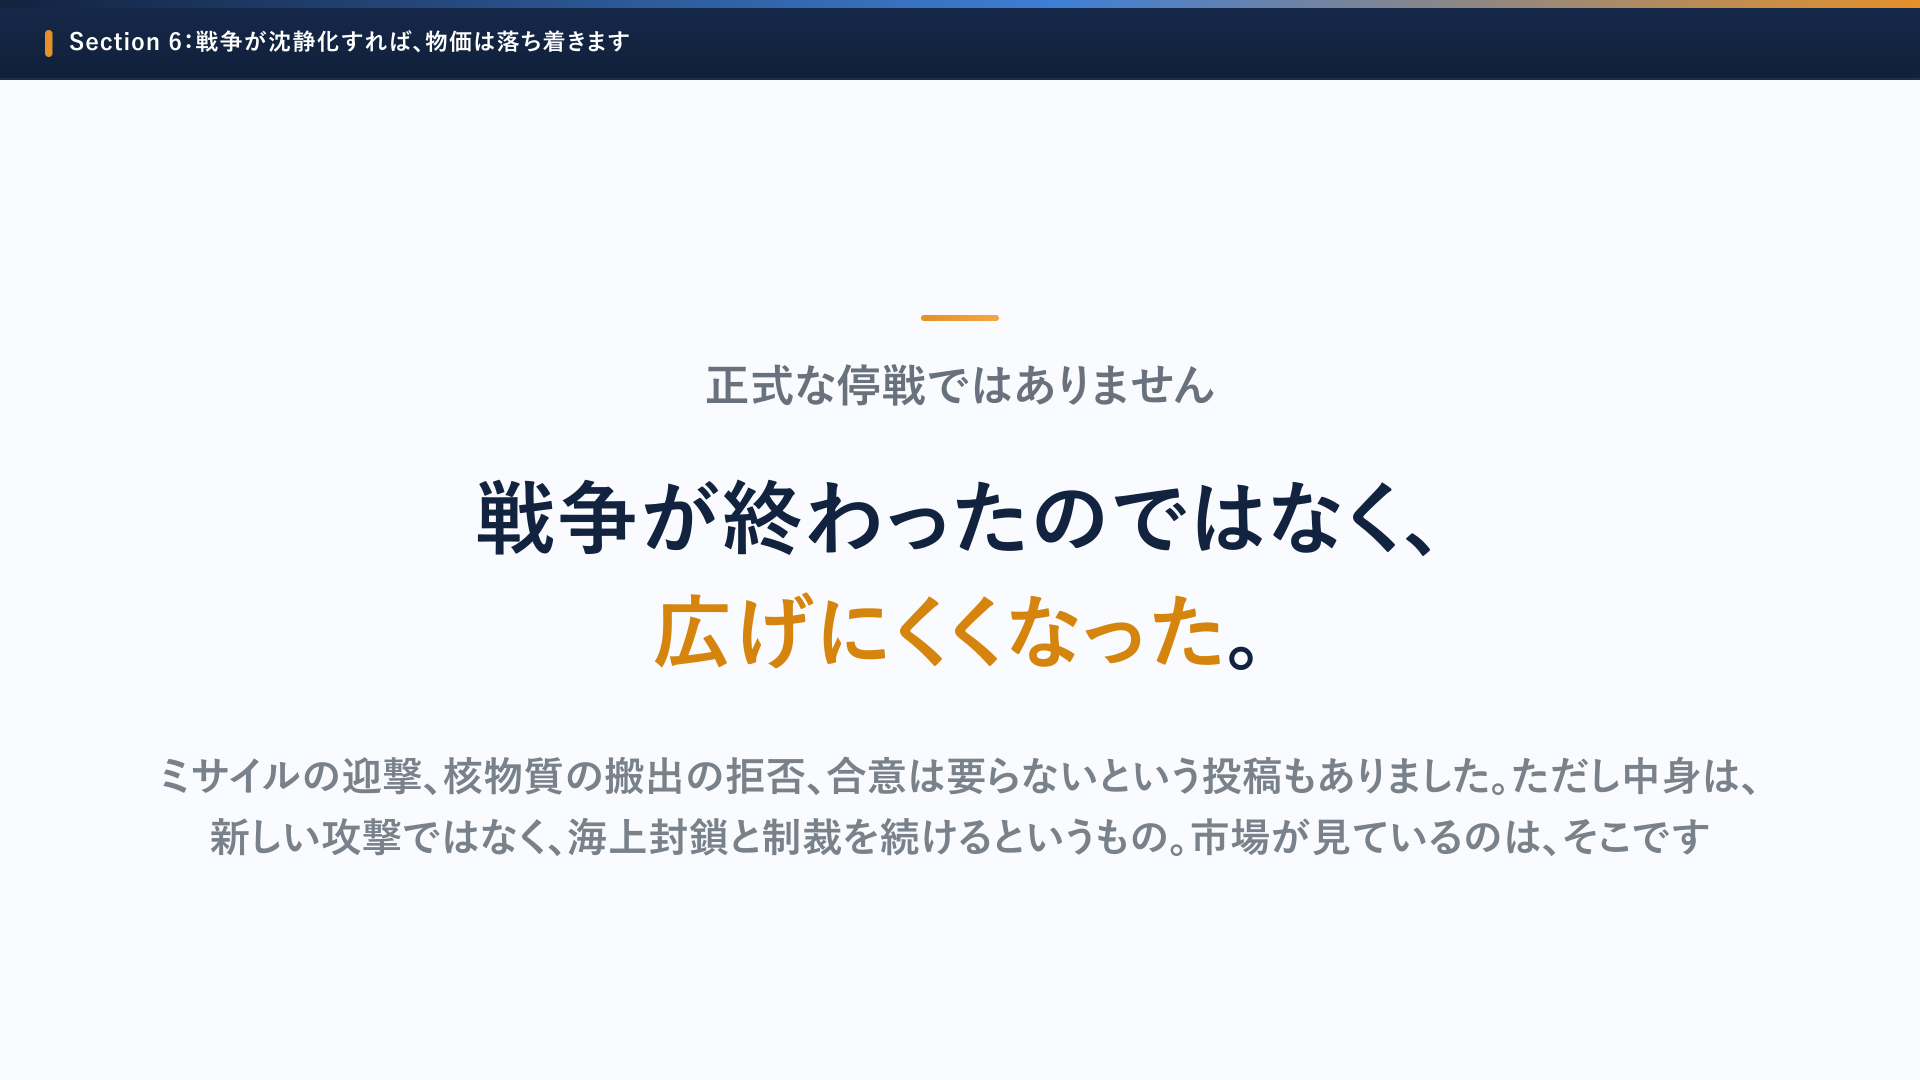 Section 6：戦争が沈静化すれば、物価は落ち着きます
正式な停戦ではありません
戦争が終わったのではなく、
広げにくくなった。
ミサイルの迎撃、核物質の搬出の拒否、合意は要らないという投稿もありました。ただし中身は、
新しい攻撃ではなく、海上封鎖と制裁を続けるというもの。市場が見ているのは、そこです